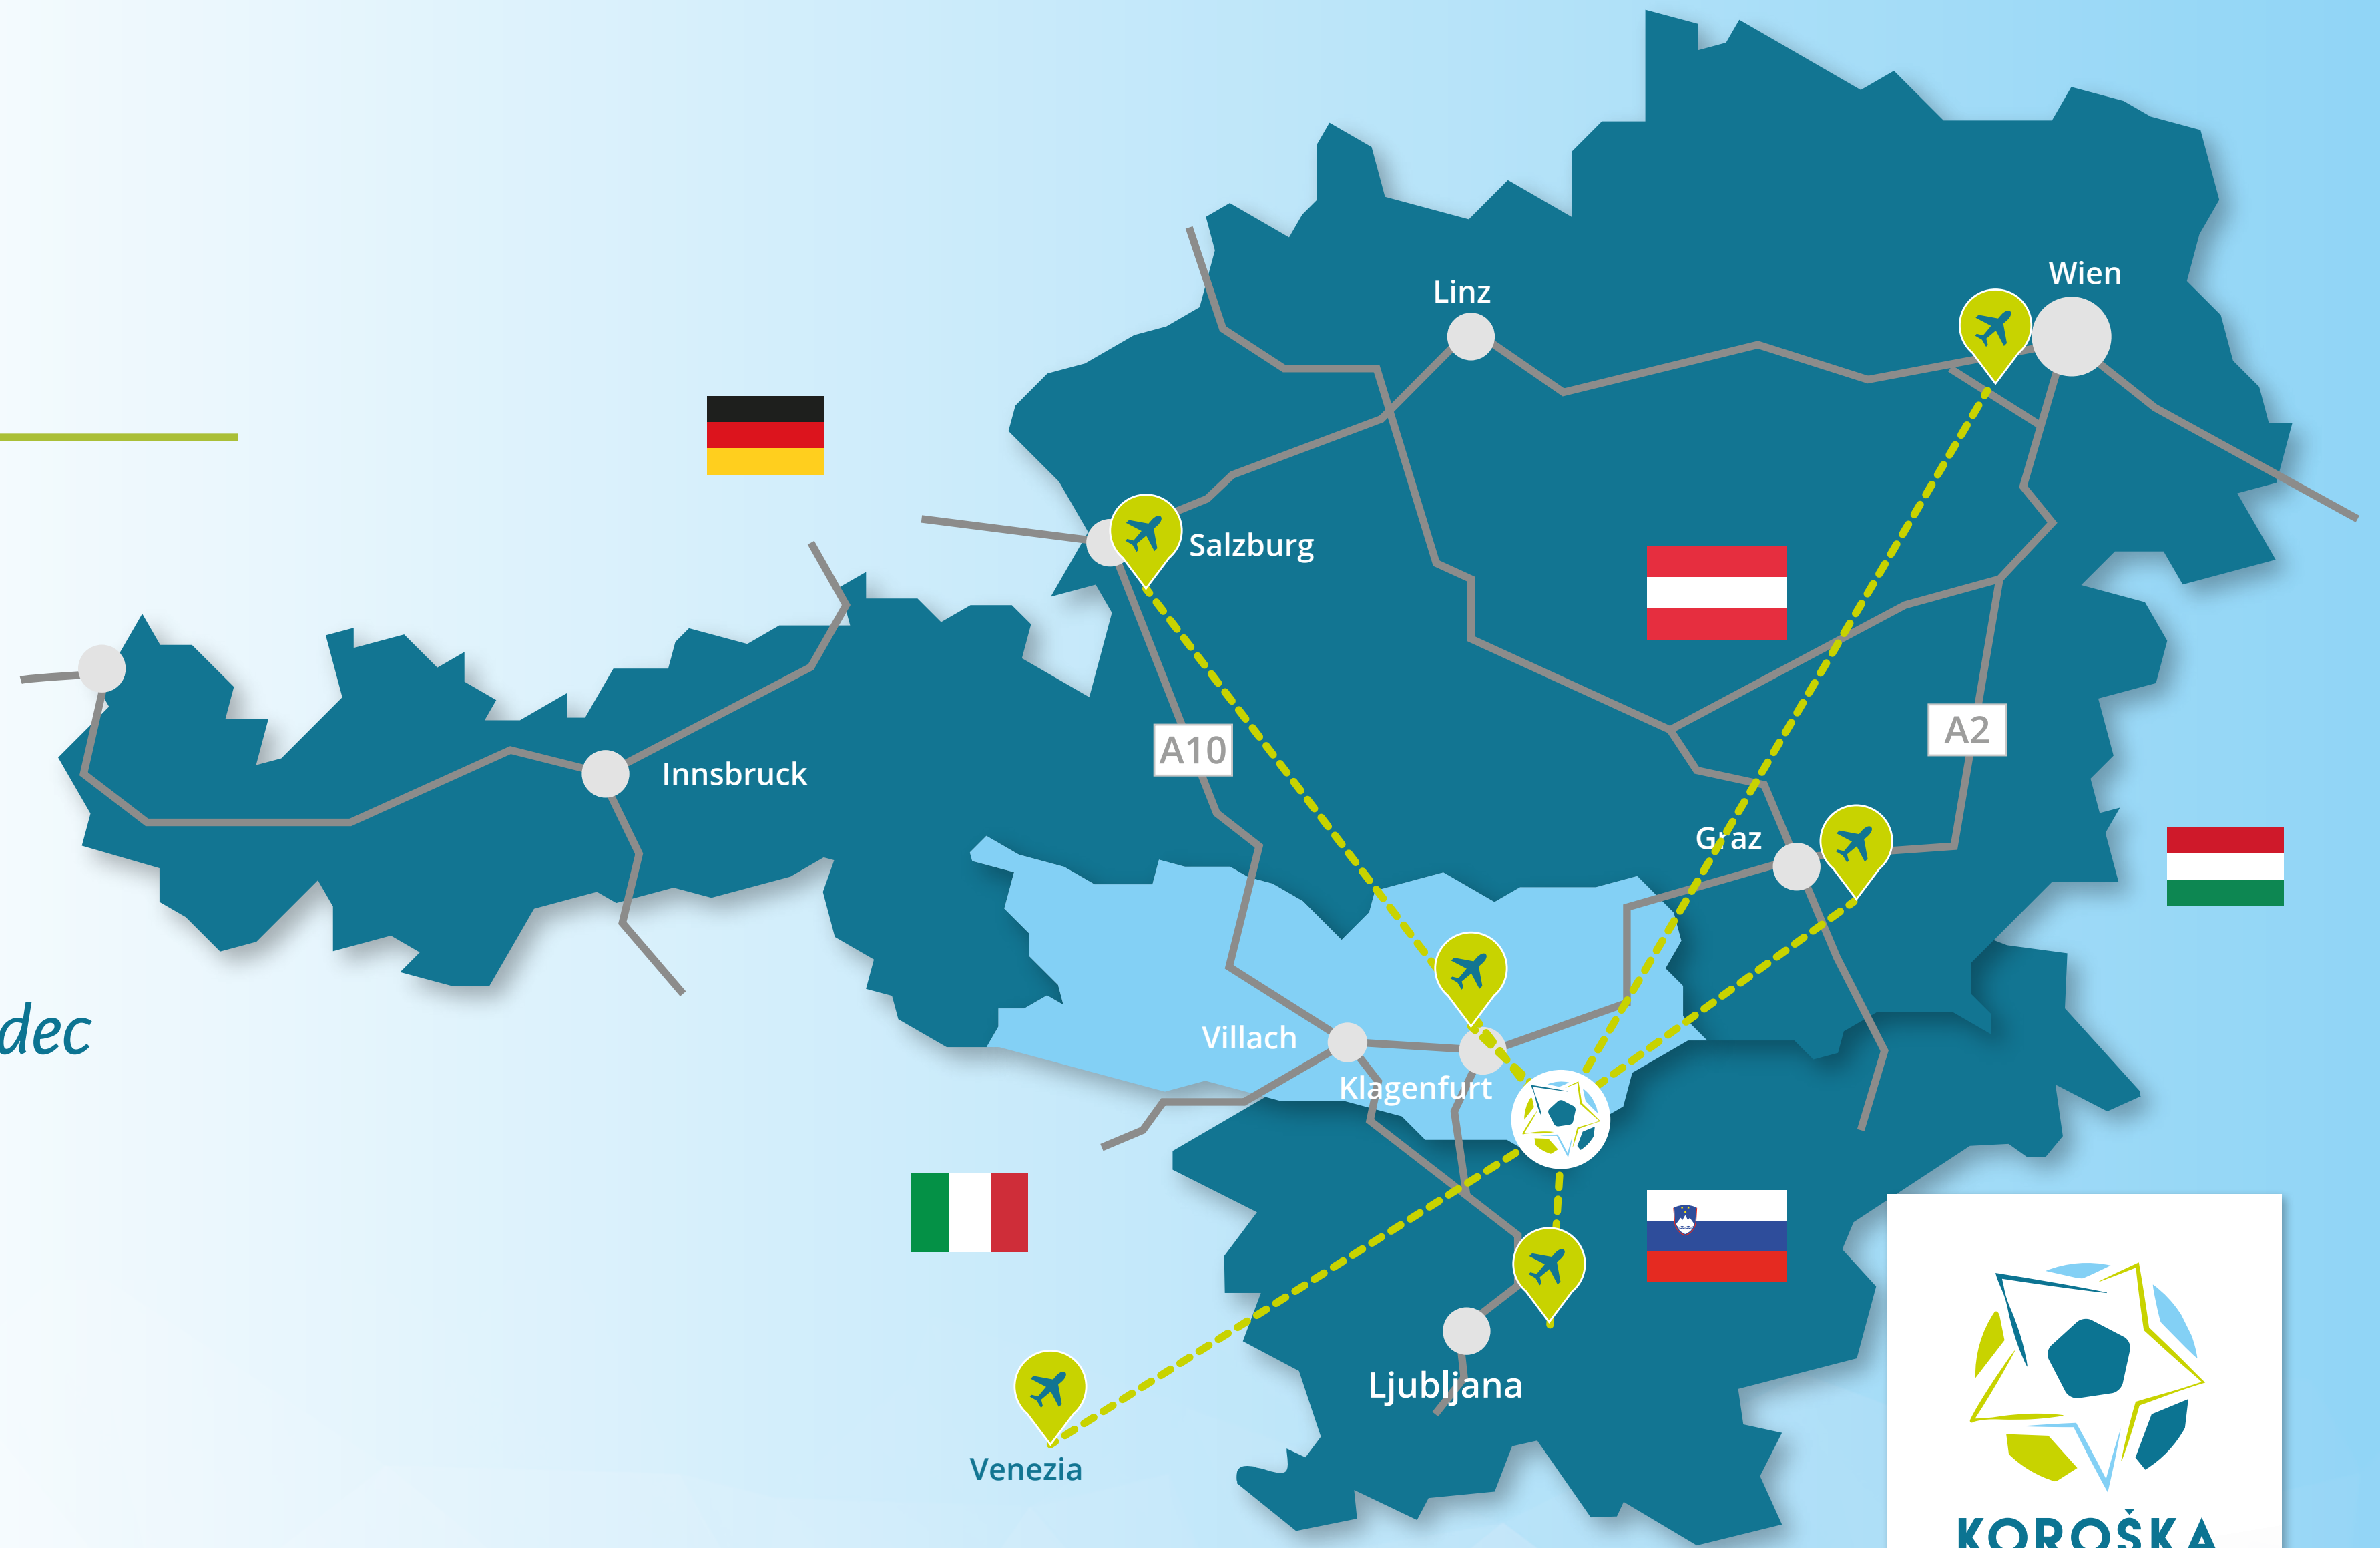 Wien
Linz
Salzburg
A2
A10
Innsbruck
Graz
dec
Villach
Klagenfurt
Ljubljana
Venezia
KOROŠKA